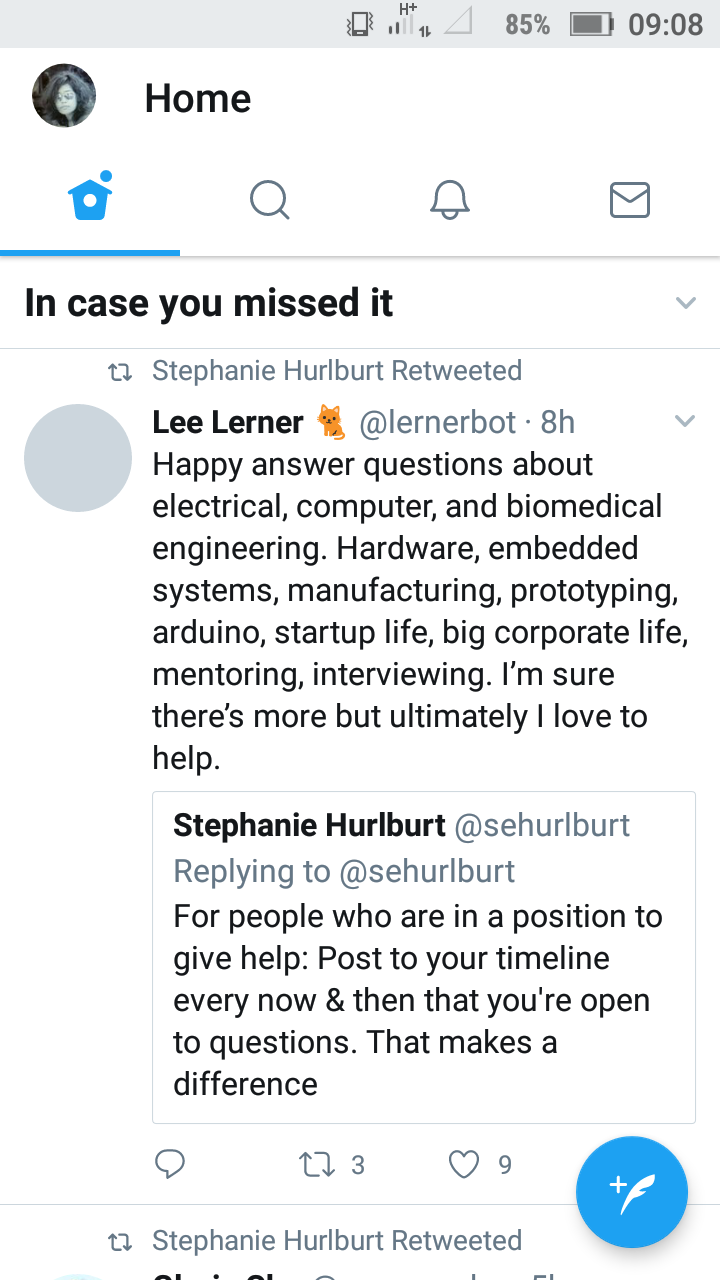 H+
85% 09:08
Home
In case you missed it
Stephanie Hurlburt Retweeted
Lee Lerner 🐈 @lernerbot · 8h
Happy answer questions about
electrical, computer, and biomedical
engineering. Hardware, embedded
systems, manufacturing, prototyping,
arduino, startup life, big corporate life,
mentoring, interviewing. I’m sure
there’s more but ultimately I love to
help.
Stephanie Hurlburt @sehurlburt
Replying to @sehurlburt
For people who are in a position to
give help: Post to your timeline
every now & then that you're open
to questions. That makes a
difference
3 9
Stephanie Hurlburt Retweeted